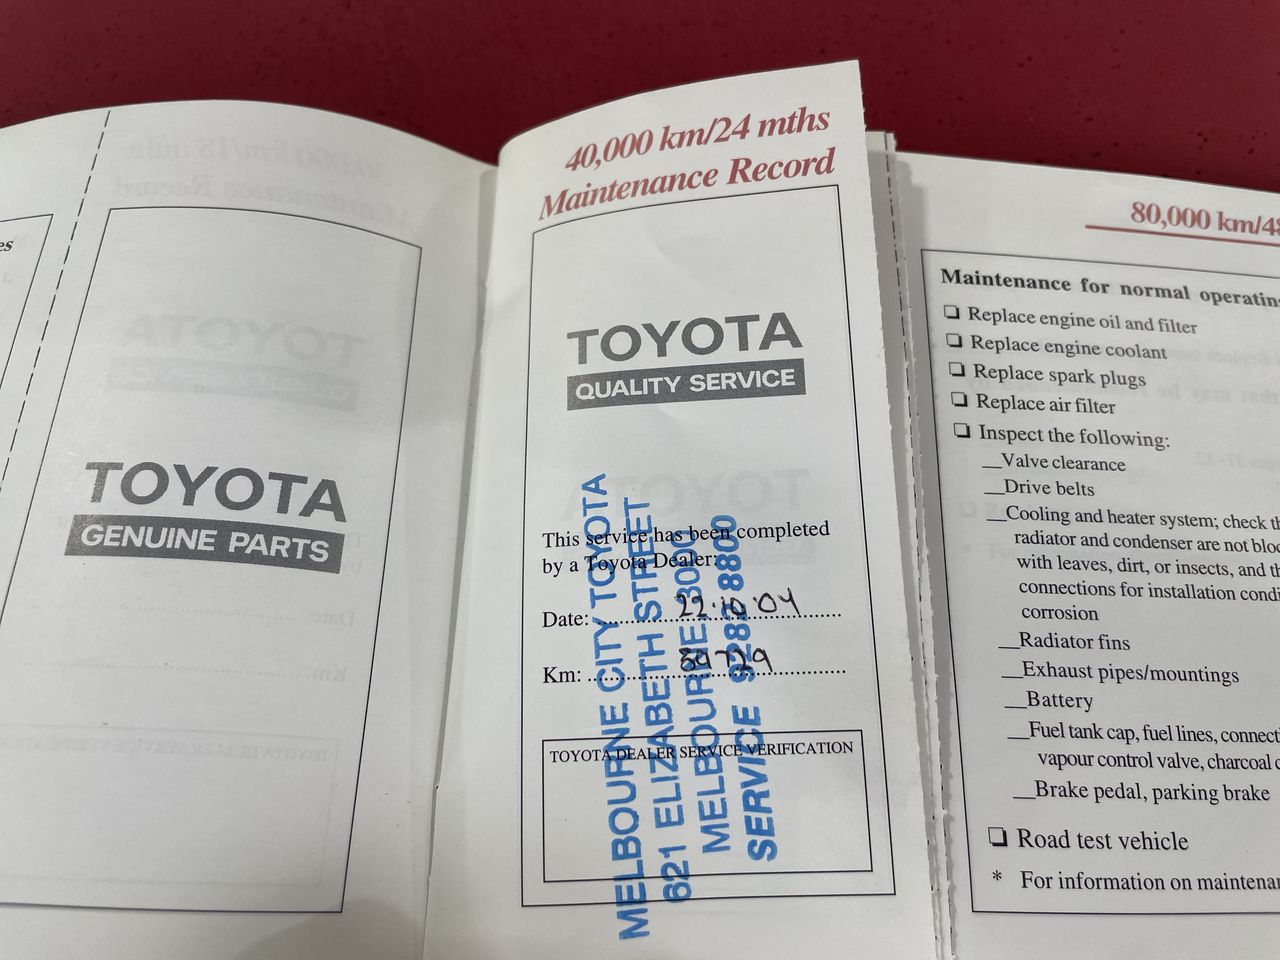 es
TOYOTA
GENUINE PARTS
40,000 km/24 mths
Maintenance Record
TOYOTA
QUALITY SERVICE
This service has been completed
by a Toyota Dealer:
Date: 22.10.04
Km: 39729
TOYOTA DEALER SERVICE VERIFICATION
MELBOURNE CITY TOYOTA
621 ELIZABETH STREET
MELBOURNE 3000
SERVICE 9282 8800
80,000 km/48
Maintenance for normal operatin
❏ Replace engine oil and filter
❏ Replace engine coolant
❏ Replace spark plugs
❏ Replace air filter
❏ Inspect the following:
__Valve clearance
__Drive belts
__Cooling and heater system; check th
radiator and condenser are not bloc
with leaves, dirt, or insects, and th
connections for installation condi
corrosion
__Radiator fins
__Exhaust pipes/mountings
__Battery
__Fuel tank cap, fuel lines, connecti
vapour control valve, charcoal c
__Brake pedal, parking brake
❏ Road test vehicle
* For information on maintenan